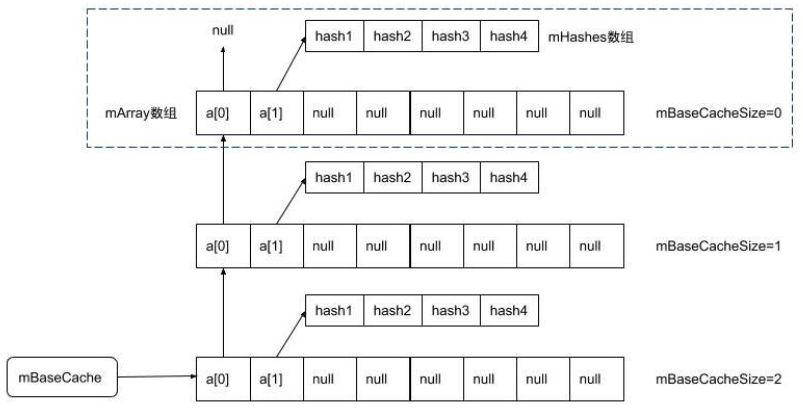 null
hash1 hash2 hash3 hash4 mHashes数组
mArray数组 a[0] a[1] null null null null null null mBaseCacheSize=0
hash1 hash2 hash3 hash4
a[0] a[1] null null null null null null mBaseCacheSize=1
hash1 hash2 hash3 hash4
mBaseCache a[0] a[1] null null null null null null mBaseCacheSize=2